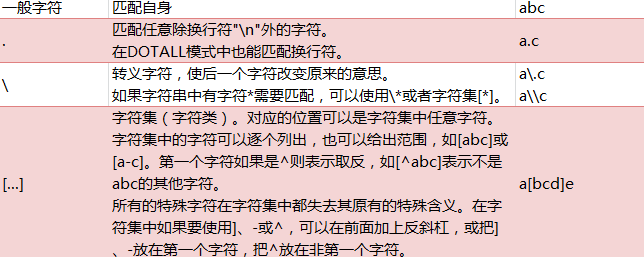 一般字符 匹配自身 abc
. 匹配任意除换行符"\n"外的字符。
在DOTALL模式中也能匹配换行符。 a.c
\ 转义字符，使后一个字符改变原来的意思。
如果字符串中有字符*需要匹配，可以使用\*或者字符集[*]。 a\.c
a\\c
[...] 字符集（字符类）。对应的位置可以是字符集中任意字符。
字符集中的字符可以逐个列出，也可以给出范围，如[abc]或
[a-c]。第一个字符如果是^则表示取反，如[^abc]表示不是
abc的其他字符。 a[bcd]e
所有的特殊字符在字符集中都失去其原有的特殊含义。在字
符集中如果要使用]、-或^，可以在前面加上反斜杠，或把]
、-放在第一个字符，把^放在非第一个字符。